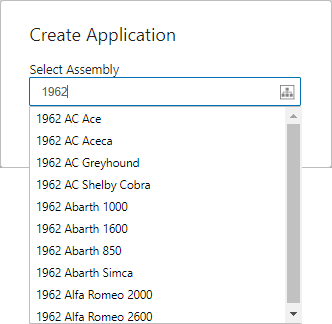 Create Application
Select Assembly
1962
1962 AC Ace
1962 AC Aceca
1962 AC Greyhound
1962 AC Shelby Cobra
1962 Abarth 1000
1962 Abarth 1600
1962 Abarth 850
1962 Abarth Simca
1962 Alfa Romeo 2000
1962 Alfa Romeo 2600